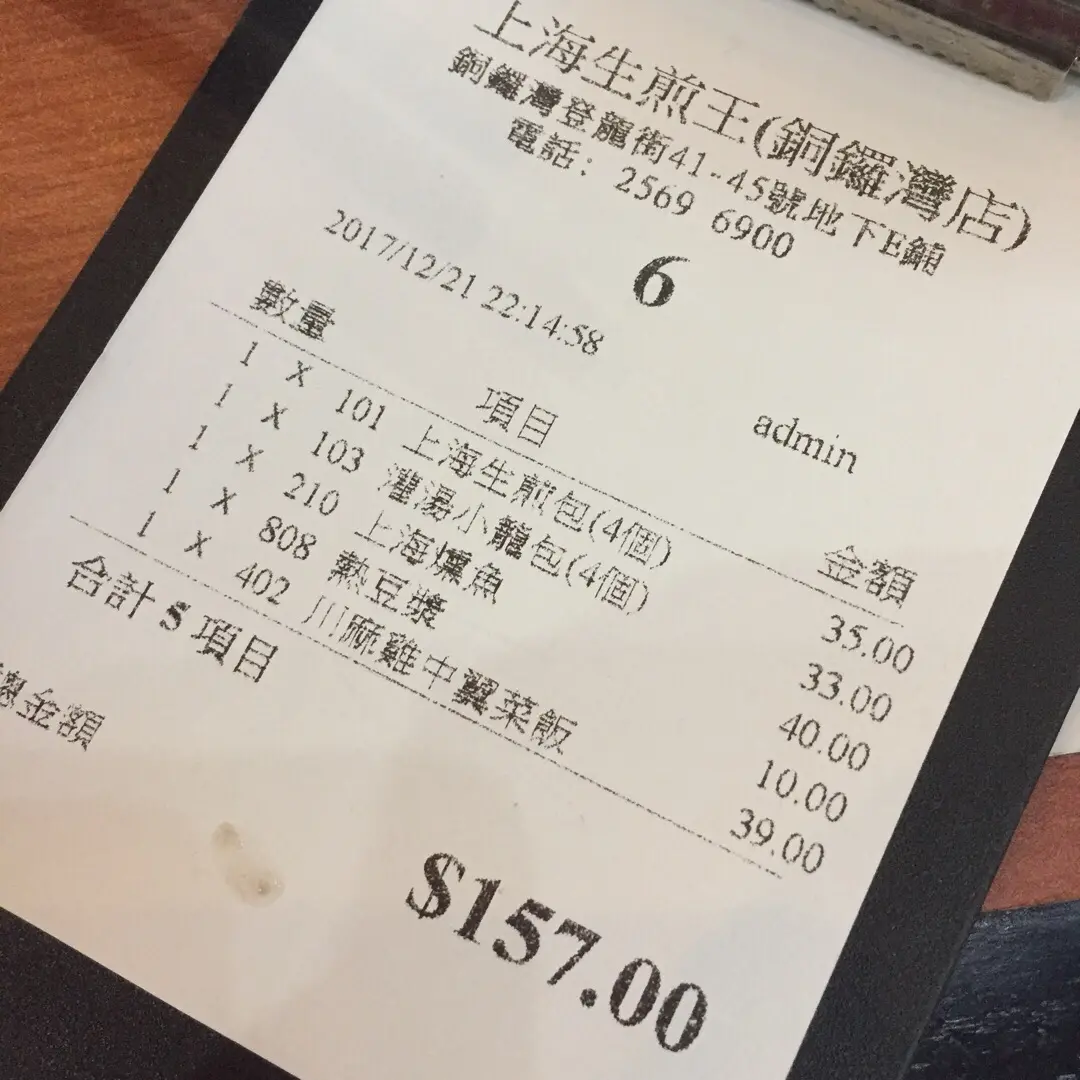 上海生煎王(銅鑼灣店)
銅鑼灣登龍街41-45號地下E鋪
電話: 2569 6900
6
2017/12/21 22:14:58
admin
數量 項目 金額
1 X 101 上海生煎包(4個) 35.00
1 X 103 灌湯小籠包(4個) 33.00
1 X 210 上海燻魚 40.00
1 X 808 熱豆漿 10.00
1 X 402 川麻雞中翼菜飯 39.00
合計 5 項目
總金額
$157.00